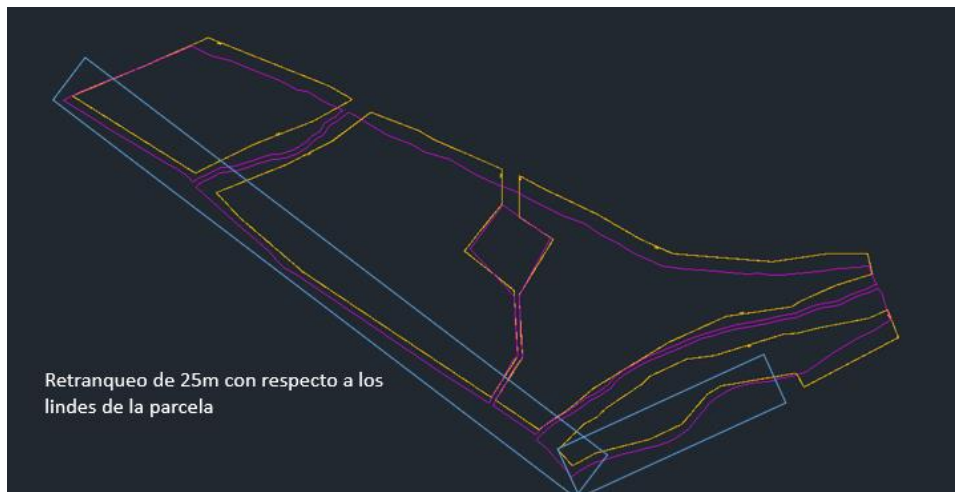 Retranqueo de 25m con respecto a los
lindes de la parcela